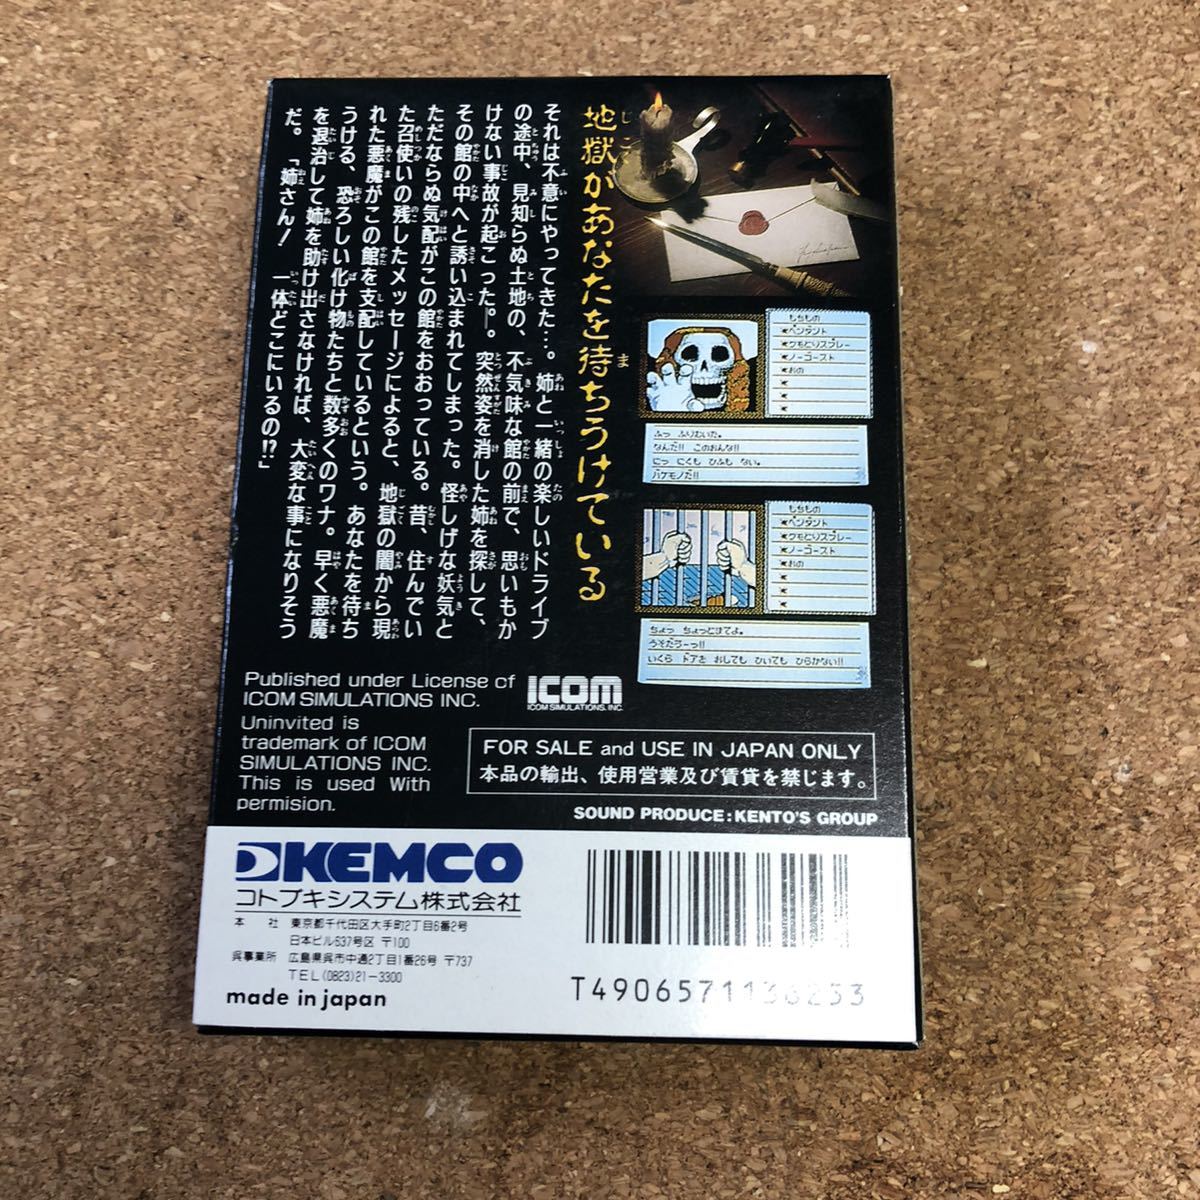 地獄があなたを待ちうけている
それは不意にやってきた…。姉と一緒の楽しいドライブ
の途中、見知らぬ土地の、不気味な館の前で、思いもか
けない事故が起こった―。突然姿を消した姉を探して、
その館の中へと誘い込まれてしまった。怪しげな妖気と
ただならぬ気配がこの館をおおっている。昔、住んでい
た召使いの残したメッセージによると、地獄の闇から現
れた悪魔がこの館を支配しているという。あなたを待ち
うける、恐ろしい化け物たちと数多くのワナ。早く悪魔
を退治して姉を助け出さなければ、大変な事になりそう
だ。「姉さん!一体どこにいるの!?」
もちもの
★ペンダント
★クモとりスプレー
★ノーゴースト
★おの
ふっ ふりむいた。
なんだ!! このおんな!!
にっ にくも ひふも ない。
バケモノだ!!
もちもの
★ペンダント
★クモとりスプレー
★ノーゴースト
★おの
ちょっ ちょっとまてよ。
うそだろーっ!!
いくら ドアを おしても ひいても ひらかない!!
Published under License of
ICOM SIMULATIONS INC.
ICOM
ICOM SIMULATIONS, INC.
Uninvited is
trademark of ICOM
SIMULATIONS INC.
This is used With
permision.
FOR SALE and USE IN JAPAN ONLY
本品の輸出、使用営業及び賃貸を禁じます。
SOUND PRODUCE:KENTO'S GROUP
KEMCO
コトブキシステム株式会社
本 社 東京都千代田区大手町2丁目6番2号
日本ビル637号区 〒100
呉事業所 広島県呉市中通2丁目1番26号 〒737
TEL(0823)21-3300
made in japan
T4906571136233